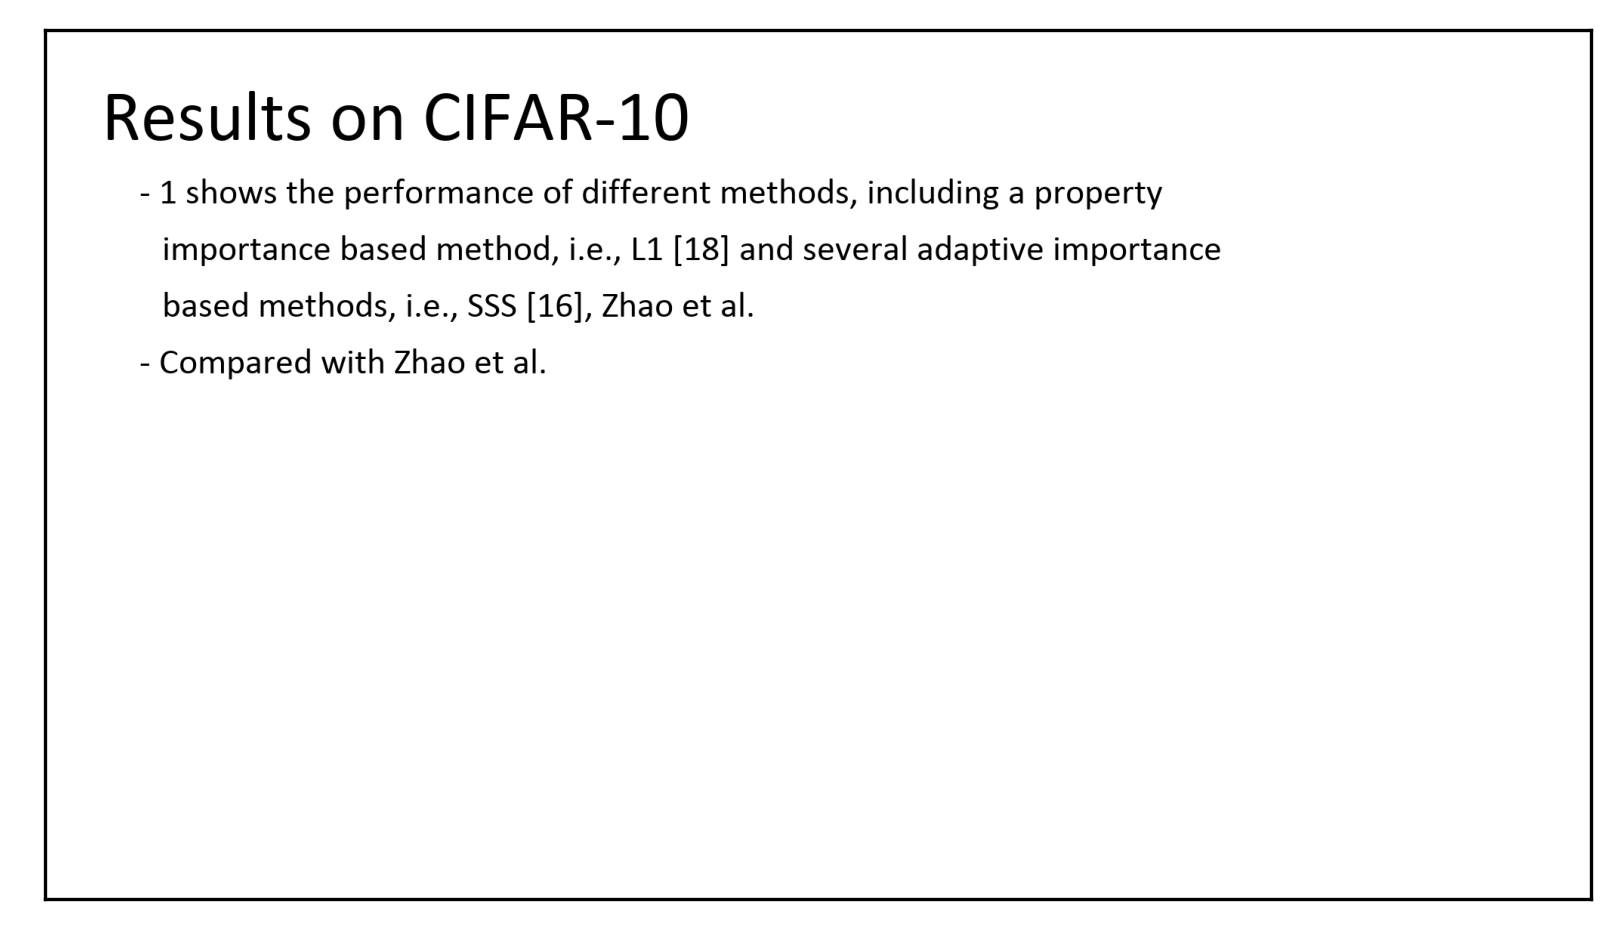 Results on CIFAR-10
- 1 shows the performance of different methods, including a property
importance based method, i.e., L1 [18] and several adaptive importance
based methods, i.e., SSS [16], Zhao et al.
- Compared with Zhao et al.